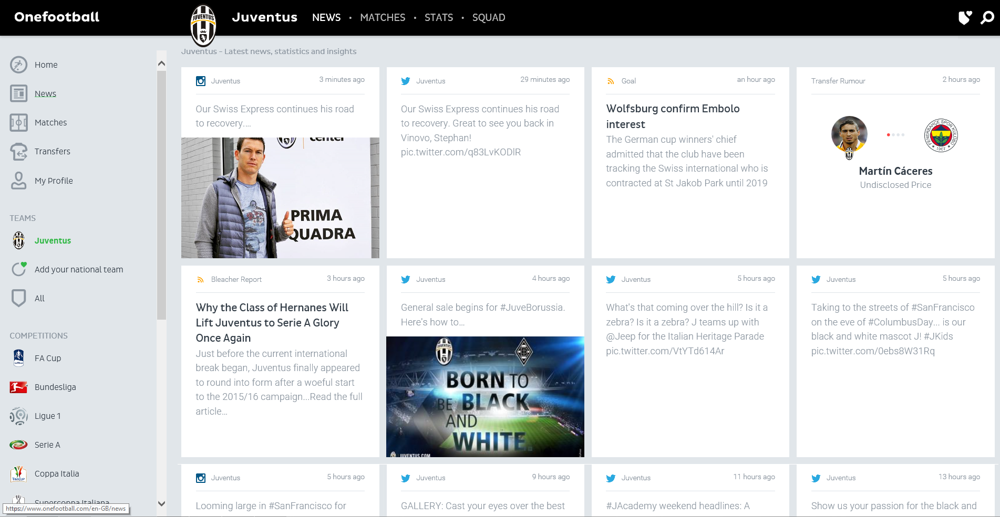 Onefootball
JUVENTUS
Juventus
NEWS • MATCHES • STATS • SQUAD
Home
News
Matches
Transfers
My Profile
TEAMS
Juventus
Add your national team
All
COMPETITIONS
FA Cup
Bundesliga
Ligue 1
Serie A
TIM CUP
Coppa Italia
Supercoppa Italiana
https://www.onefootball.com/en-GB/news
Juventus - Latest news, statistics and insights
Juventus 3 minutes ago
Our Swiss Express continues his road
to recovery....
center
PRIMA
QUADRA
Juventus 29 minutes ago
Our Swiss Express continues his road
to recovery. Great to see you back in
Vinovo, Stephan!
pic.twitter.com/q83LvKODlR
Goal an hour ago
Wolfsburg confirm Embolo
interest
The German cup winners' chief
admitted that the club have been
tracking the Swiss international who is
contracted at St Jakob Park until 2019
Transfer Rumour 2 hours ago
FENERBAHÇE SPOR KULÜBÜ
1907
Martín Cáceres
Undisclosed Price
Bleacher Report 3 hours ago
Why the Class of Hernanes Will
Lift Juventus to Serie A Glory
Once Again
Just before the current international
break began, Juventus finally appeared
to round into form after a woeful start
to the 2015/16 campaign...Read the full
article...
Juventus 4 hours ago
General sale begins for #JuveBorussia.
Here's how to...
JUVENTUS
BORN TO
BE BLACK
AND
WHITE.
JUVENTUS.COM
Juventus 5 hours ago
What's that coming over the hill? Is it a
zebra? Is it a zebra? J teams up with
@Jeep for the Italian Heritage Parade
pic.twitter.com/VtYTd614Ar
Juventus 5 hours ago
Taking to the streets of #SanFrancisco
on the eve of #ColumbusDay... is our
black and white mascot J! #JKids
pic.twitter.com/0ebs8W31Rq
Juventus 5 hours ago
Looming large in #SanFrancisco for
Juventus 9 hours ago
GALLERY: Cast your eyes over the best
Juventus 11 hours ago
#JAcademy weekend headlines: A
Juventus 13 hours ago
Show us your passion for the black and